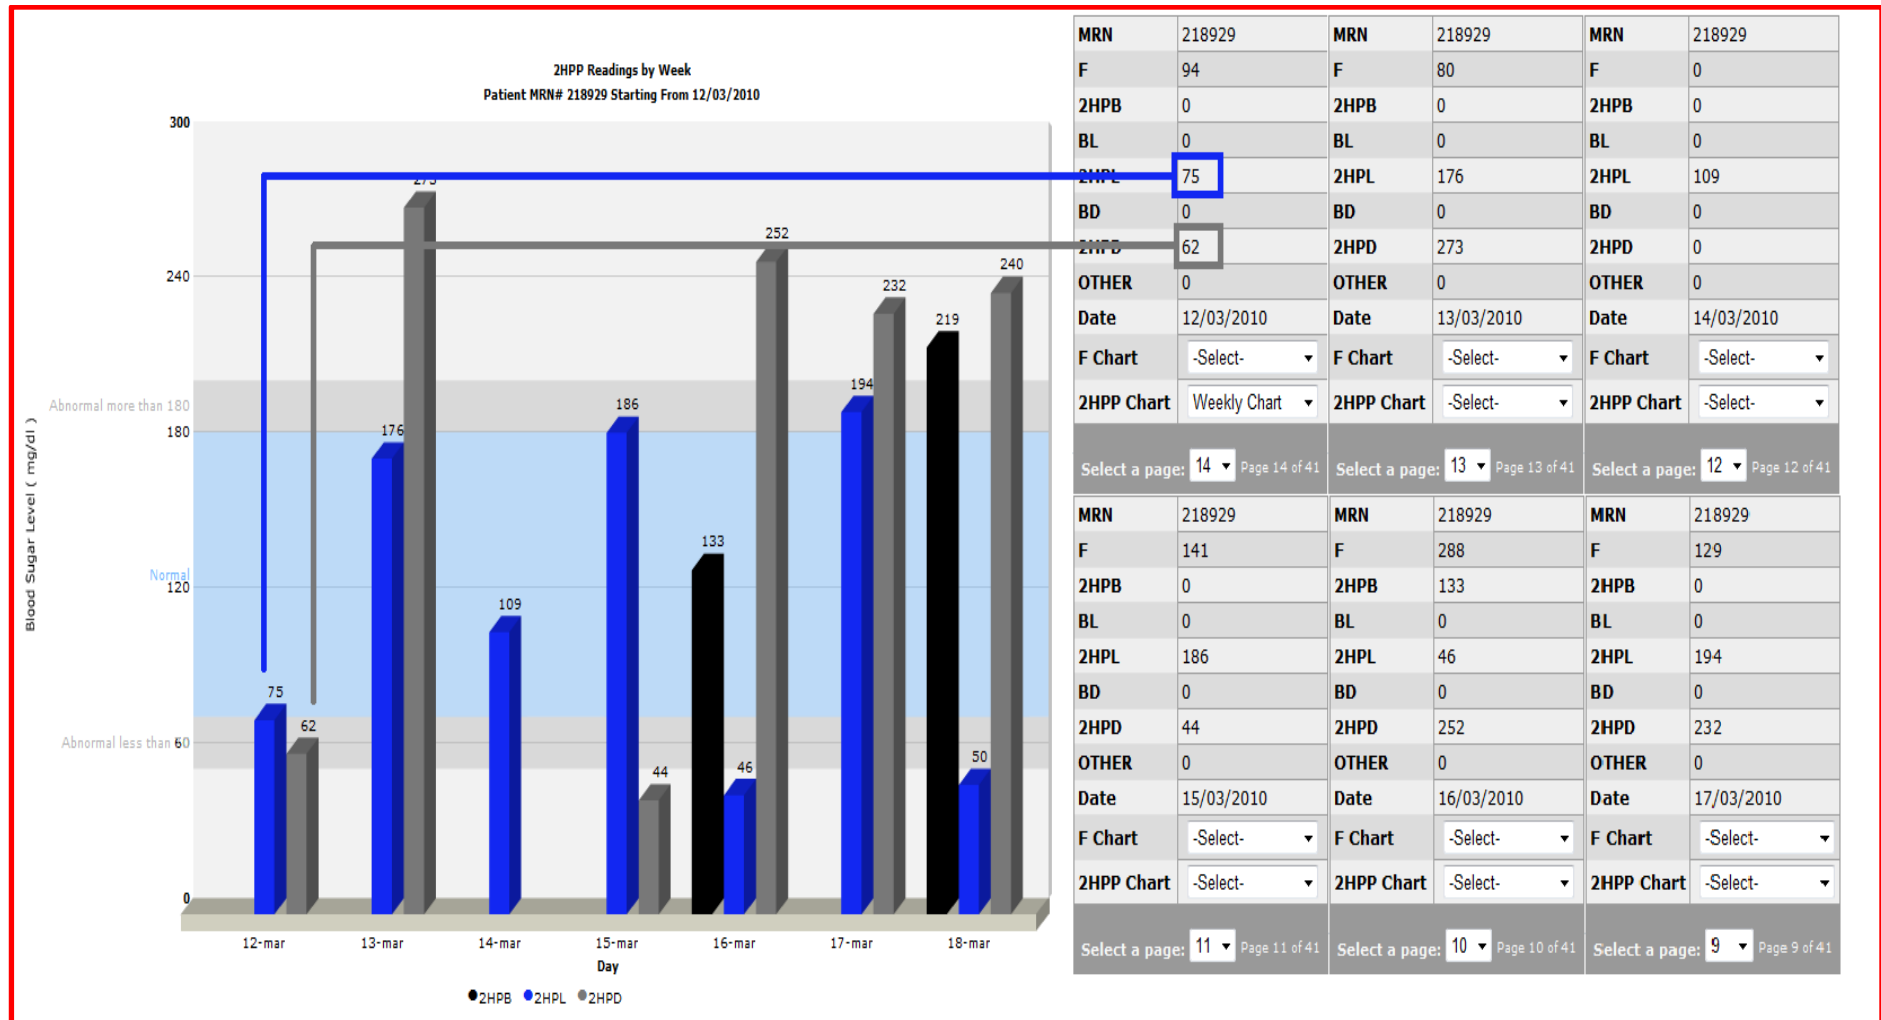 2HPP Readings by Week
Patient MRN# 218929 Starting From 12/03/2010
Blood Sugar Level ( mg/dl )
300
240
Abnormal more than 180
180
Normal
120
Abnormal less than 60
60
0
75
62
176
273
109
186
44
133
46
252
194
232
219
50
240
12-mar 13-mar 14-mar 15-mar 16-mar 17-mar 18-mar
Day
2HPB 2HPL 2HPD
MRN 218929
F 94
2HPB 0
BL 0
2HPL 75
BD 0
2HPD 62
OTHER 0
Date 12/03/2010
F Chart -Select-
2HPP Chart Weekly Chart
Select a page: 14 Page 14 of 41
MRN 218929
F 80
2HPB 0
BL 0
2HPL 176
BD 0
2HPD 273
OTHER 0
Date 13/03/2010
F Chart -Select-
2HPP Chart -Select-
Select a page: 13 Page 13 of 41
MRN 218929
F 0
2HPB 0
BL 0
2HPL 109
BD 0
2HPD 0
OTHER 0
Date 14/03/2010
F Chart -Select-
2HPP Chart -Select-
Select a page: 12 Page 12 of 41
MRN 218929
F 141
2HPB 0
BL 0
2HPL 186
BD 0
2HPD 44
OTHER 0
Date 15/03/2010
F Chart -Select-
2HPP Chart -Select-
Select a page: 11 Page 11 of 41
MRN 218929
F 288
2HPB 133
BL 0
2HPL 46
BD 0
2HPD 252
OTHER 0
Date 16/03/2010
F Chart -Select-
2HPP Chart -Select-
Select a page: 10 Page 10 of 41
MRN 218929
F 129
2HPB 0
BL 0
2HPL 194
BD 0
2HPD 232
OTHER 0
Date 17/03/2010
F Chart -Select-
2HPP Chart -Select-
Select a page: 9 Page 9 of 41